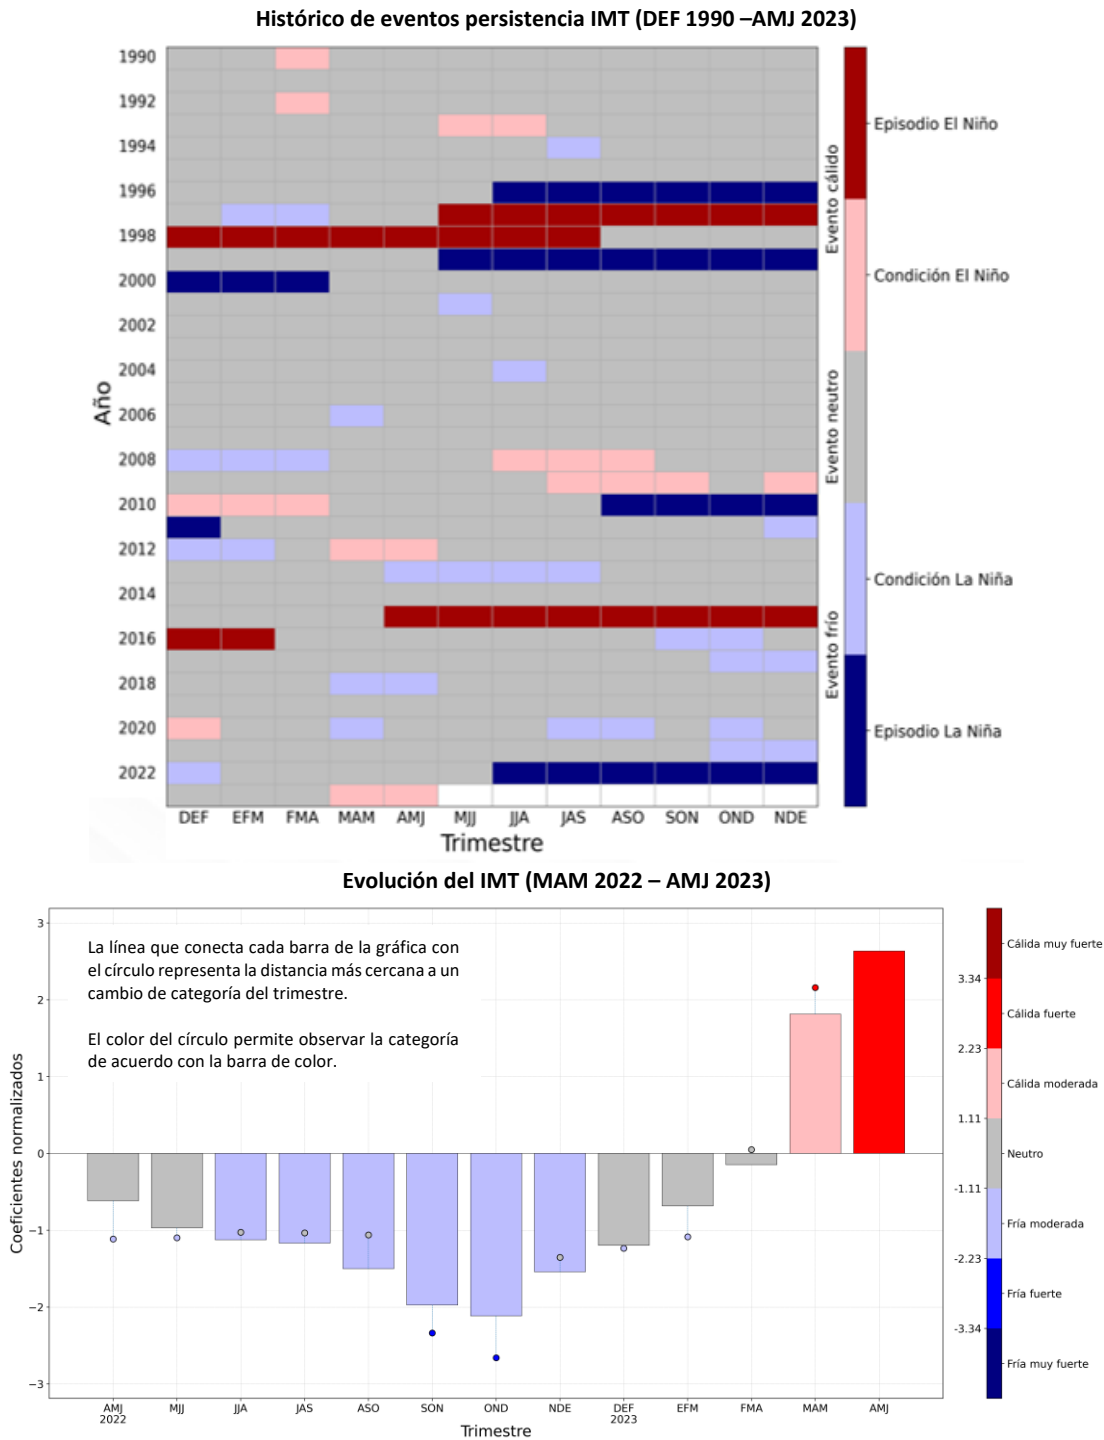 Histórico de eventos persistencia IMT (DEF 1990 –AMJ 2023)
1990
1992
1994
1996
1998
2000
2002
2004
2006
2008
2010
2012
2014
2016
2018
2020
2022
Año
DEF EFM FMA MAM AMJ MJJ JJA JAS ASO SON OND NDE
Trimestre
Evento cálido
Evento neutro
Evento frío
Episodio El Niño
Condición El Niño
Condición La Niña
Episodio La Niña
Evolución del IMT (MAM 2022 – AMJ 2023)
La línea que conecta cada barra de la gráfica con
el círculo representa la distancia más cercana a un
cambio de categoría del trimestre.
El color del círculo permite observar la categoría
de acuerdo con la barra de color.
Coeficientes normalizados
3
2
1
0
−1
−2
−3
AMJ MJJ JJA JAS ASO SON OND NDE DEF EFM FMA MAM AMJ
2022 2023
Trimestre
3.34
2.23
1.11
-1.11
-2.23
-3.34
Cálida muy fuerte
Cálida fuerte
Cálida moderada
Neutro
Fría moderada
Fría fuerte
Fría muy fuerte